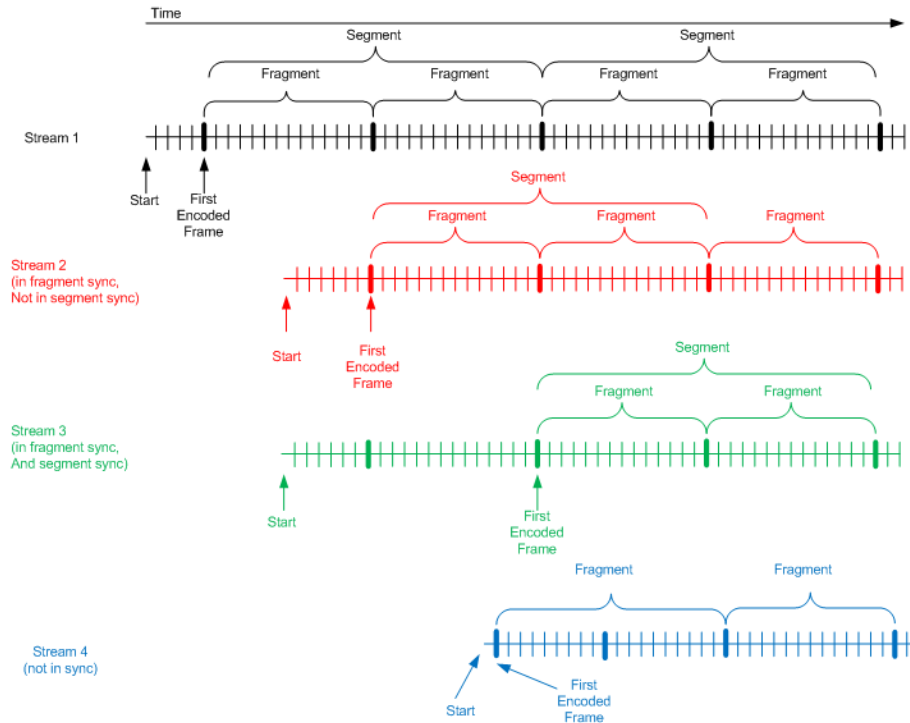 Time
Segment
Segment
Fragment
Fragment
Fragment
Fragment
Stream 1
Start
First
Encoded
Frame
Segment
Fragment
Fragment
Fragment
Stream 2
(in fragment sync,
Not in segment sync)
Start
First
Encoded
Frame
Segment
Fragment
Fragment
Stream 3
(in fragment sync,
And segment sync)
Start
First
Encoded
Frame
Fragment
Fragment
Stream 4
(not in sync)
Start
First
Encoded
Frame